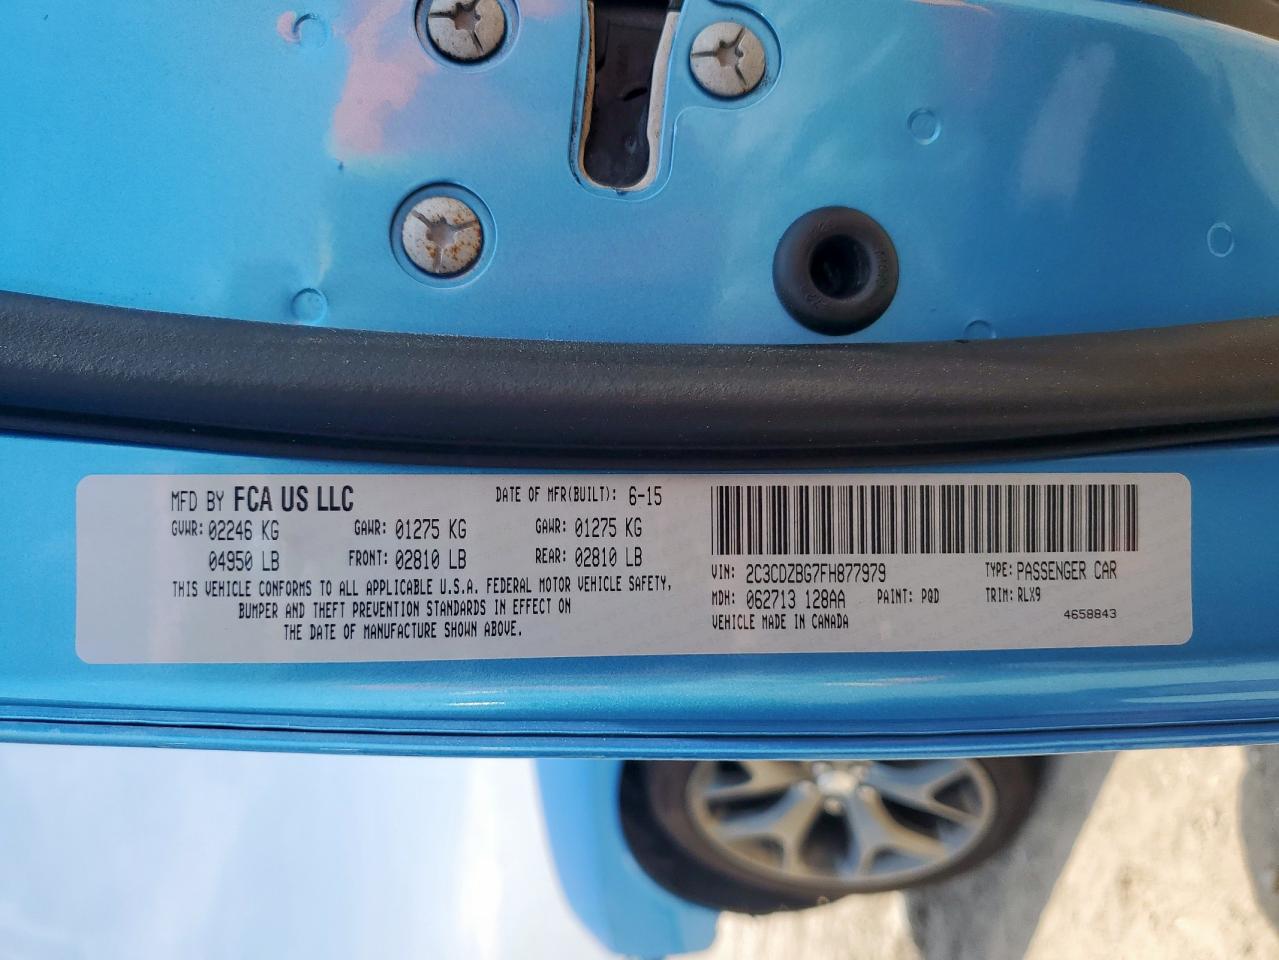 MFD BY FCA US LLC DATE OF MFR(BUILT): 6-15
GVWR: 02246 KG GAWR: 01275 KG GAWR: 01275 KG
04950 LB FRONT: 02810 LB REAR: 02810 LB
THIS VEHICLE CONFORMS TO ALL APPLICABLE U.S.A. FEDERAL MOTOR VEHICLE SAFETY,
BUMPER AND THEFT PREVENTION STANDARDS IN EFFECT ON
THE DATE OF MANUFACTURE SHOWN ABOVE.
VIN: 2C3CDZBG7FH877979 TYPE: PASSENGER CAR
MDH: 062713 128AA PAINT: PQD TRIM: RLX9
VEHICLE MADE IN CANADA 4658843